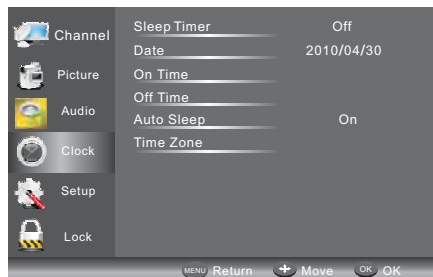 Channel
Picture
Audio
Clock
Setup
Lock
Sleep Timer Off
Date 2010/04/30
On Time
Off Time
Auto Sleep On
Time Zone
MENU Return Move OK OK